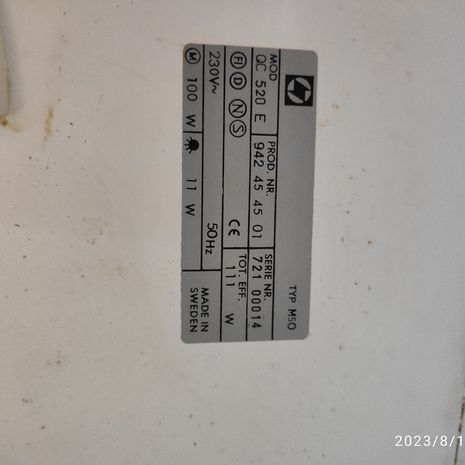 TYP M50
MOD PROD. NR. SERIE NR.
QC 520 E 942 45 45 01 721 00014
FI D N S CE TOT. EFF.
111 W
230V~ 50Hz
M 100 W 11 W MADE IN
SWEDEN
2023/8/1